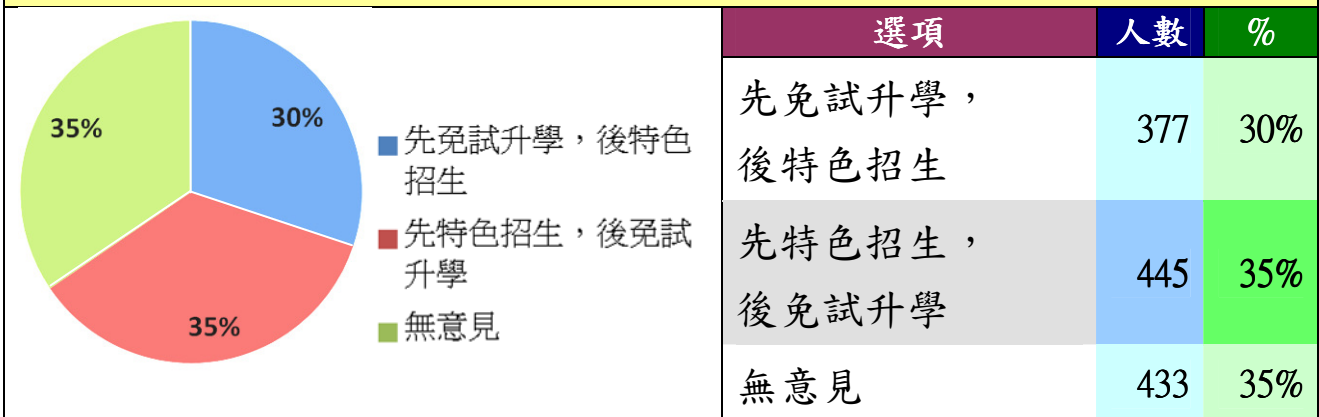 30%
35%
35%
先免試升學，後特色
招生
先特色招生，後免試
升學
無意見
選項 人數 %
先免試升學，
後特色招生 377 30%
先特色招生，
後免試升學 445 35%
無意見 433 35%